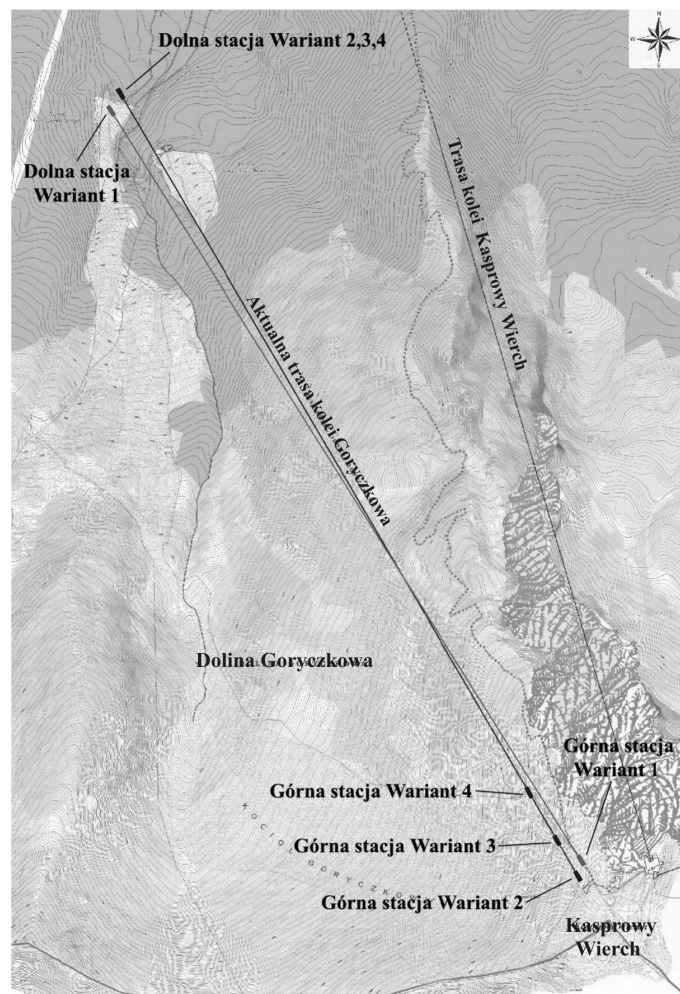 N
W
E
S
Dolna stacja Wariant 2,3,4
Dolna stacja
Wariant 1
Trasa kolei Kasprowy Wierch
Aktualna trasa kolei Goryczkowa
Dolina Goryczkowa
Górna stacja
Wariant 1
Górna stacja Wariant 4
Górna stacja Wariant 3
KOCIOŁ GORYCZKOWY
Górna stacja Wariant 2
Kasprowy
Wierch